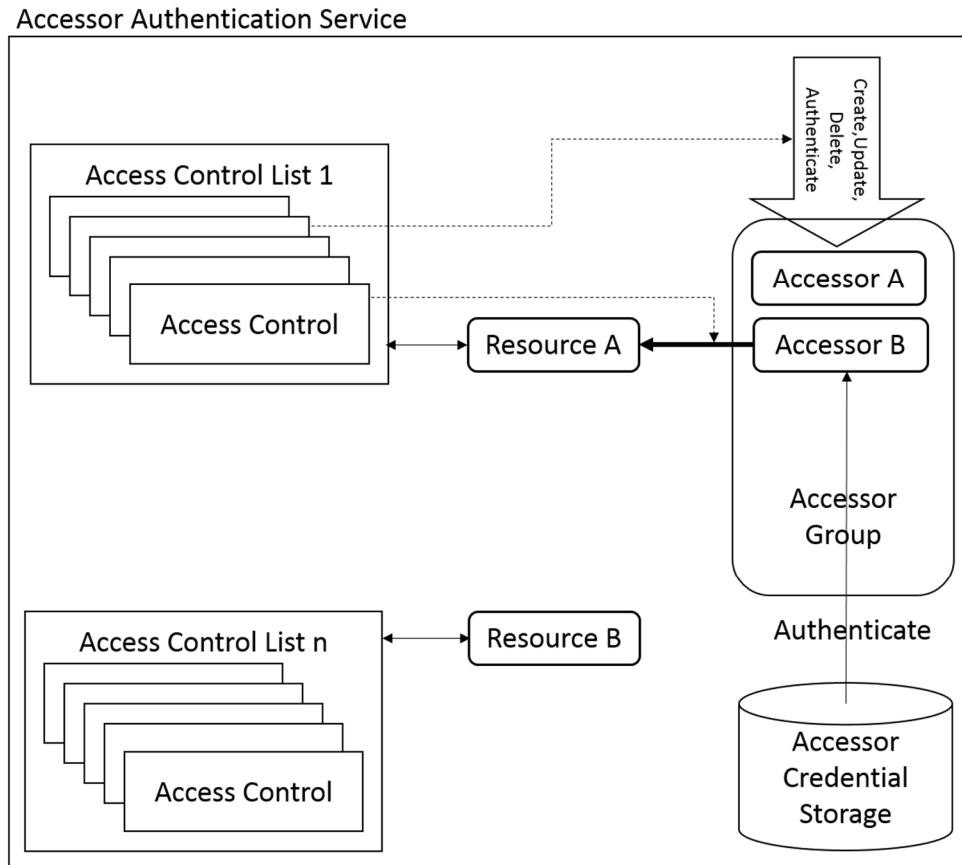 Accessor Authentication Service
Create,Update,
Delete,
Authenticate
Access Control List 1
Access Control
Resource A
Accessor A
Accessor B
Accessor
Group
Access Control List n
Access Control
Resource B
Authenticate
Accessor
Credential
Storage